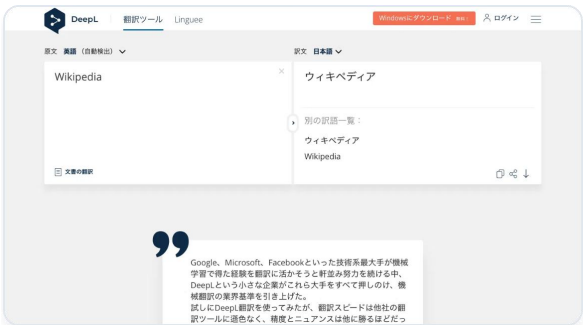 DeepL 翻訳ツール Linguee Windowsにダウンロード 無料! ログイン
原文 英語 (自動検出)
訳文 日本語
Wikipedia
ウィキペディア
別の訳語一覧：
ウィキペディア
Wikipedia
文書の翻訳
Google、Microsoft、Facebookといった技術系最大手が機械
学習で得た経験を翻訳に活かそうと軒並み努力を続ける中、
DeepLという小さな企業がこれら大手をすべて押しのけ、機
械翻訳の業界基準を引き上げた。
試しにDeepL翻訳を使ってみたが、翻訳スピードは他社の翻
訳ツールに遜色なく、精度とニュアンスは他に勝るほどだっ